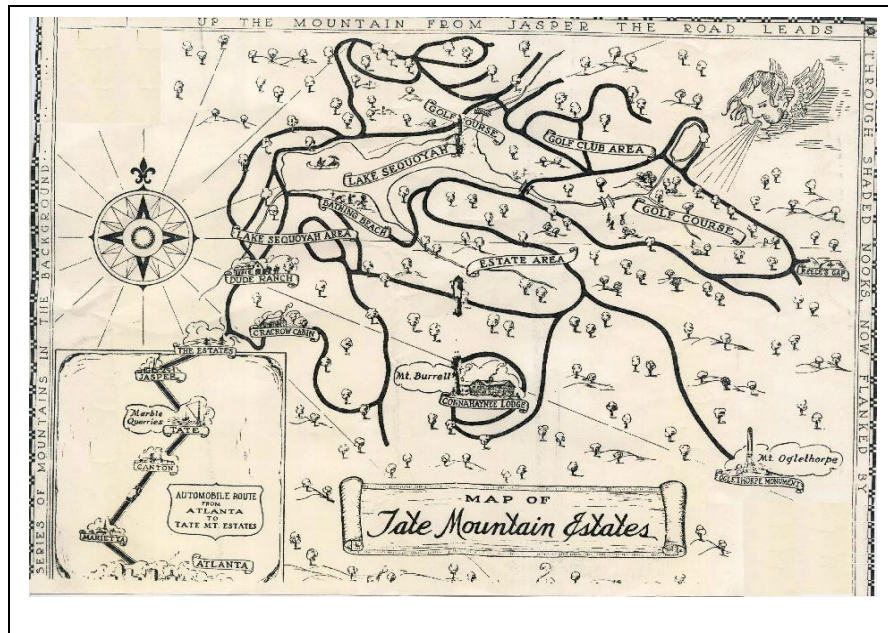 UP THE MOUNTAIN FROM JASPER THE ROAD LEADS
THROUGH SHADED NOOKS NOW FLANKED BY
SERIES OF MOUNTAINS IN THE BACKGROUND
GOLF COURSE
GOLF CLUB AREA
LAKE SEQUOYAH
BATHING BEACH
GOLF COURSE
LAKE SEQUOYAH AREA
ESTATE AREA
DUDE RANCH
CRACROW CABIN
THE ESTATES
JASPER
Mt. Burrell
CONNAHAYNEE LODGE
Marble
Querries
TATE
CANTON
Mt. Oglethorpe
OGLETHORPE MONUMENT
AUTOMOBILE ROUTE
FROM
ATLANTA
TO
TATE MT. ESTATES
MARIETTA
ATLANTA
MAP OF
Tate Mountain Estates